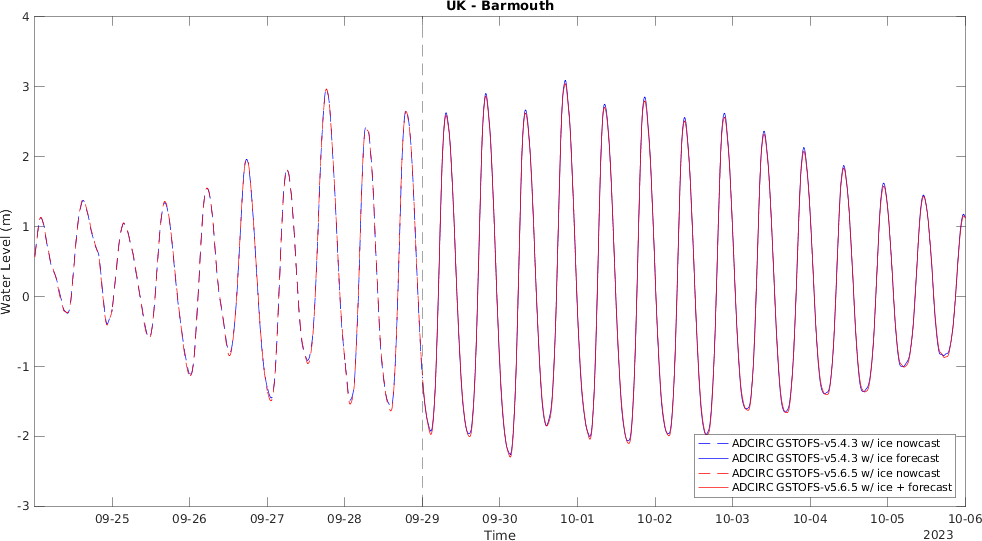 UK - Barmouth
4
3
2
1
0
-1
-2
-3
Water Level (m)
ADCIRC GSTOFS-v5.4.3 w/ ice nowcast
ADCIRC GSTOFS-v5.4.3 w/ ice forecast
ADCIRC GSTOFS-v5.6.5 w/ ice nowcast
ADCIRC GSTOFS-v5.6.5 w/ ice + forecast
09-25 09-26 09-27 09-28 09-29 09-30 10-01 10-02 10-03 10-04 10-05 10-06
Time
2023